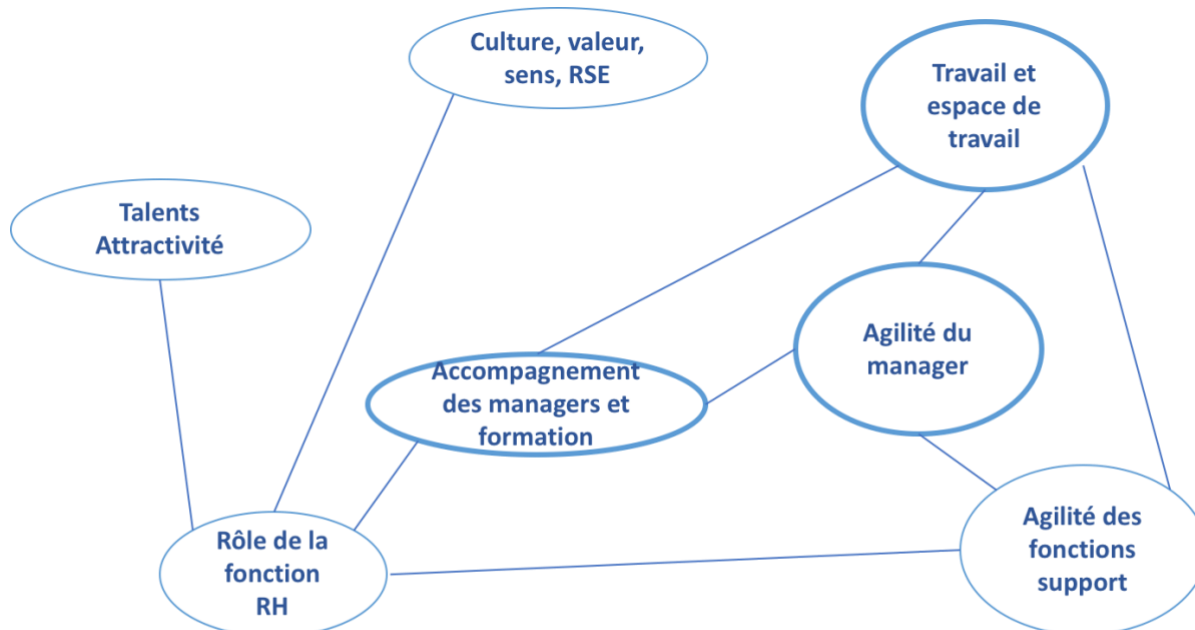 Culture, valeur,
sens, RSE
Travail et
espace de
travail
Talents
Attractivité
Agilité du
manager
Accompagnement
des managers et
formation
Rôle de la
fonction
RH
Agilité des
fonctions
support